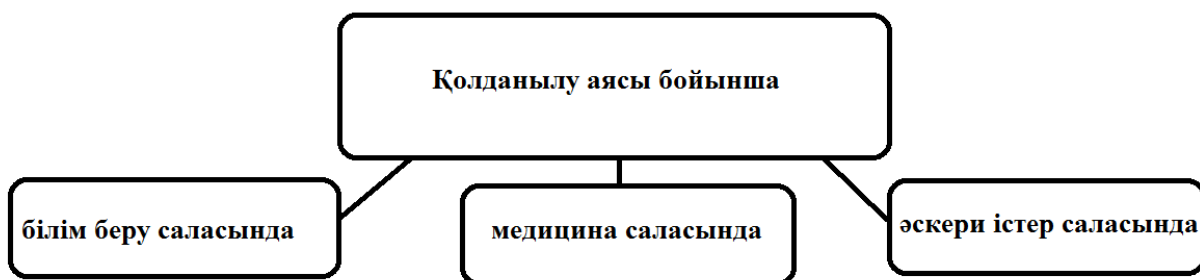 Қолданылу аясы бойынша
білім беру саласында
медицина саласында
әскери істер саласында